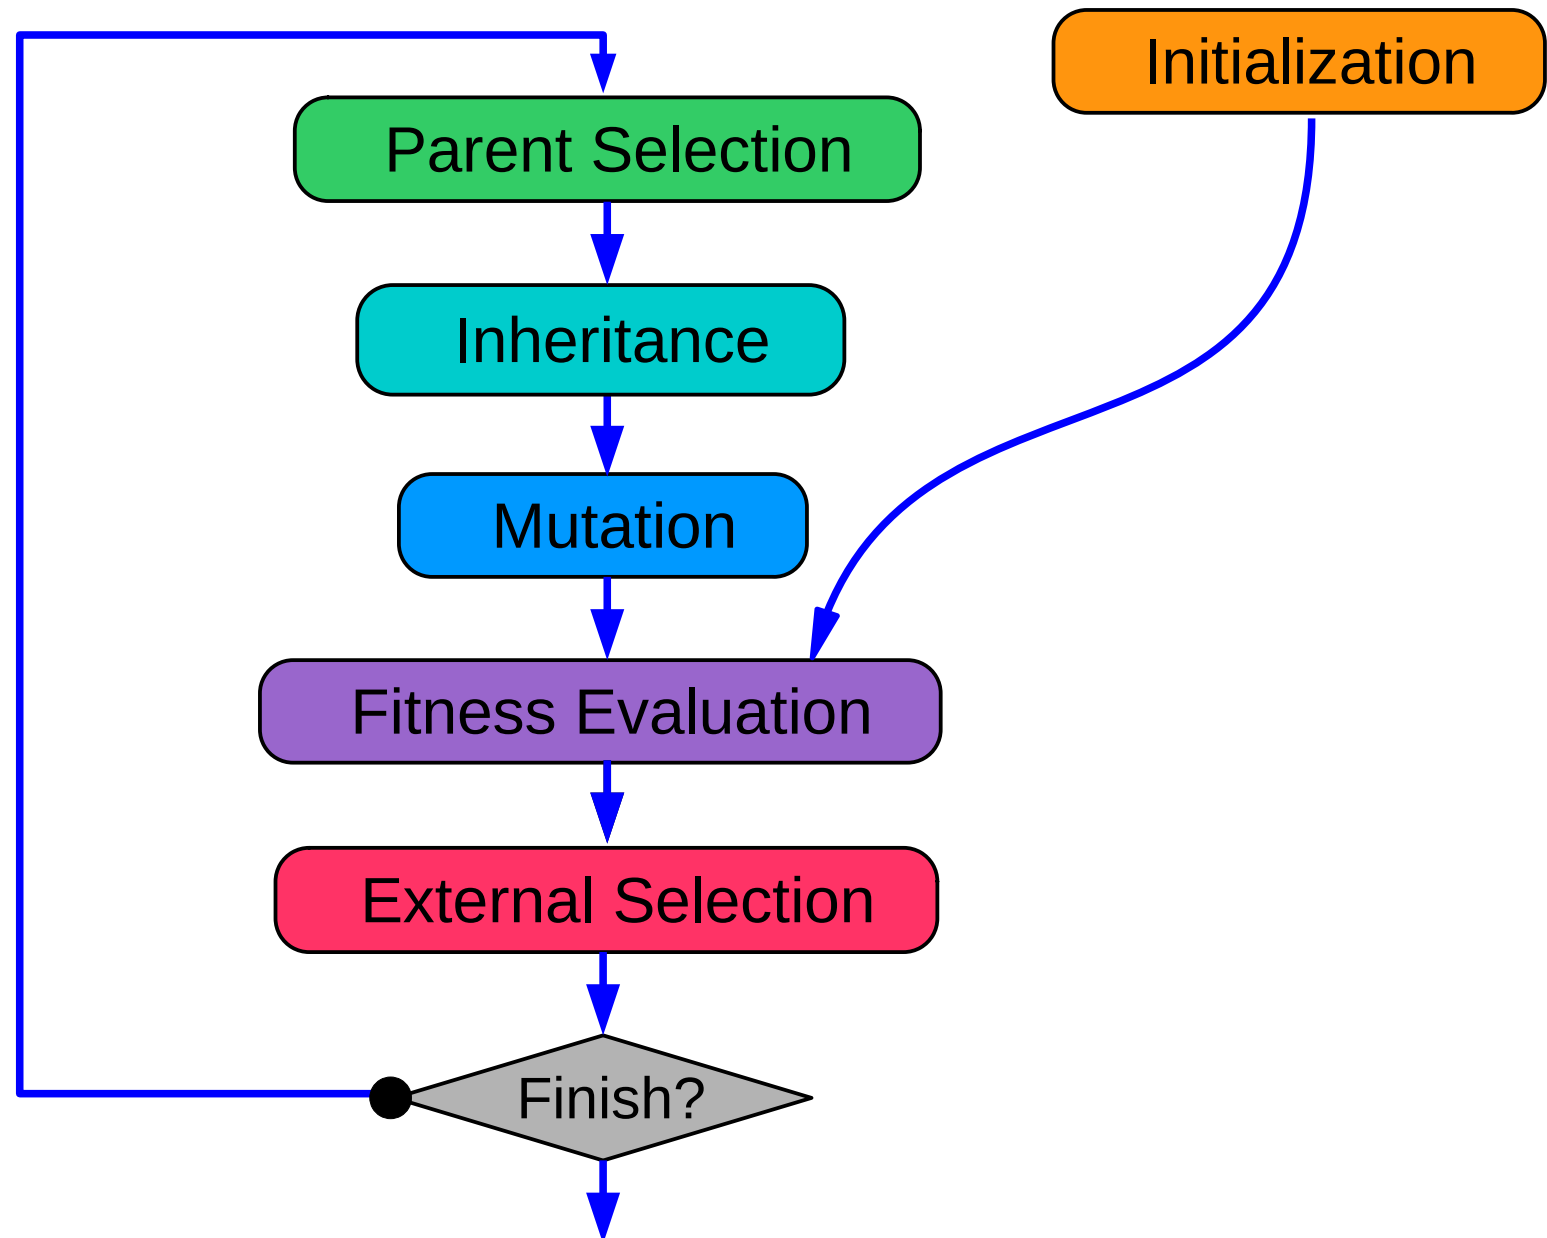 Initialization
Parent Selection
Inheritance
Mutation
Fitness Evaluation
External Selection
Finish?